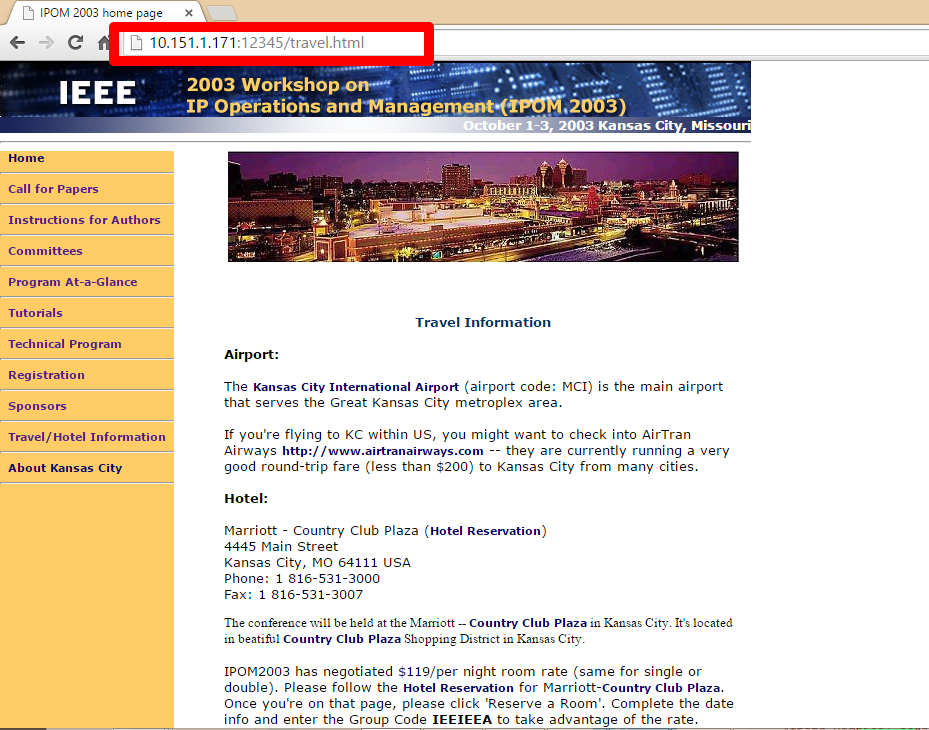 IPOM 2003 home page
10.151.1.171:12345/travel.html
IEEE
2003 Workshop on
IP Operations and Management (IPOM 2003)
October 1-3, 2003 Kansas City, Missouri
Home
Call for Papers
Instructions for Authors
Committees
Program At-a-Glance
Tutorials
Technical Program
Registration
Sponsors
Travel/Hotel Information
About Kansas City
Travel Information
Airport:
The Kansas City International Airport (airport code: MCI) is the main airport
that serves the Great Kansas City metroplex area.
If you're flying to KC within US, you might want to check into AirTran
Airways http://www.airtranairways.com -- they are currently running a very
good round-trip fare (less than $200) to Kansas City from many cities.
Hotel:
Marriott - Country Club Plaza (Hotel Reservation)
4445 Main Street
Kansas City, MO 64111 USA
Phone: 1 816-531-3000
Fax: 1 816-531-3007
The conference will be held at the Marriott -- Country Club Plaza in Kansas City. It's located
in beatiful Country Club Plaza Shopping District in Kansas City.
IPOM2003 has negotiated $119/per night room rate (same for single or
double). Please follow the Hotel Reservation for Marriott-Country Club Plaza.
Once you're on that page, please click 'Reserve a Room'. Complete the date
info and enter the Group Code IEEIEEA to take advantage of the rate.